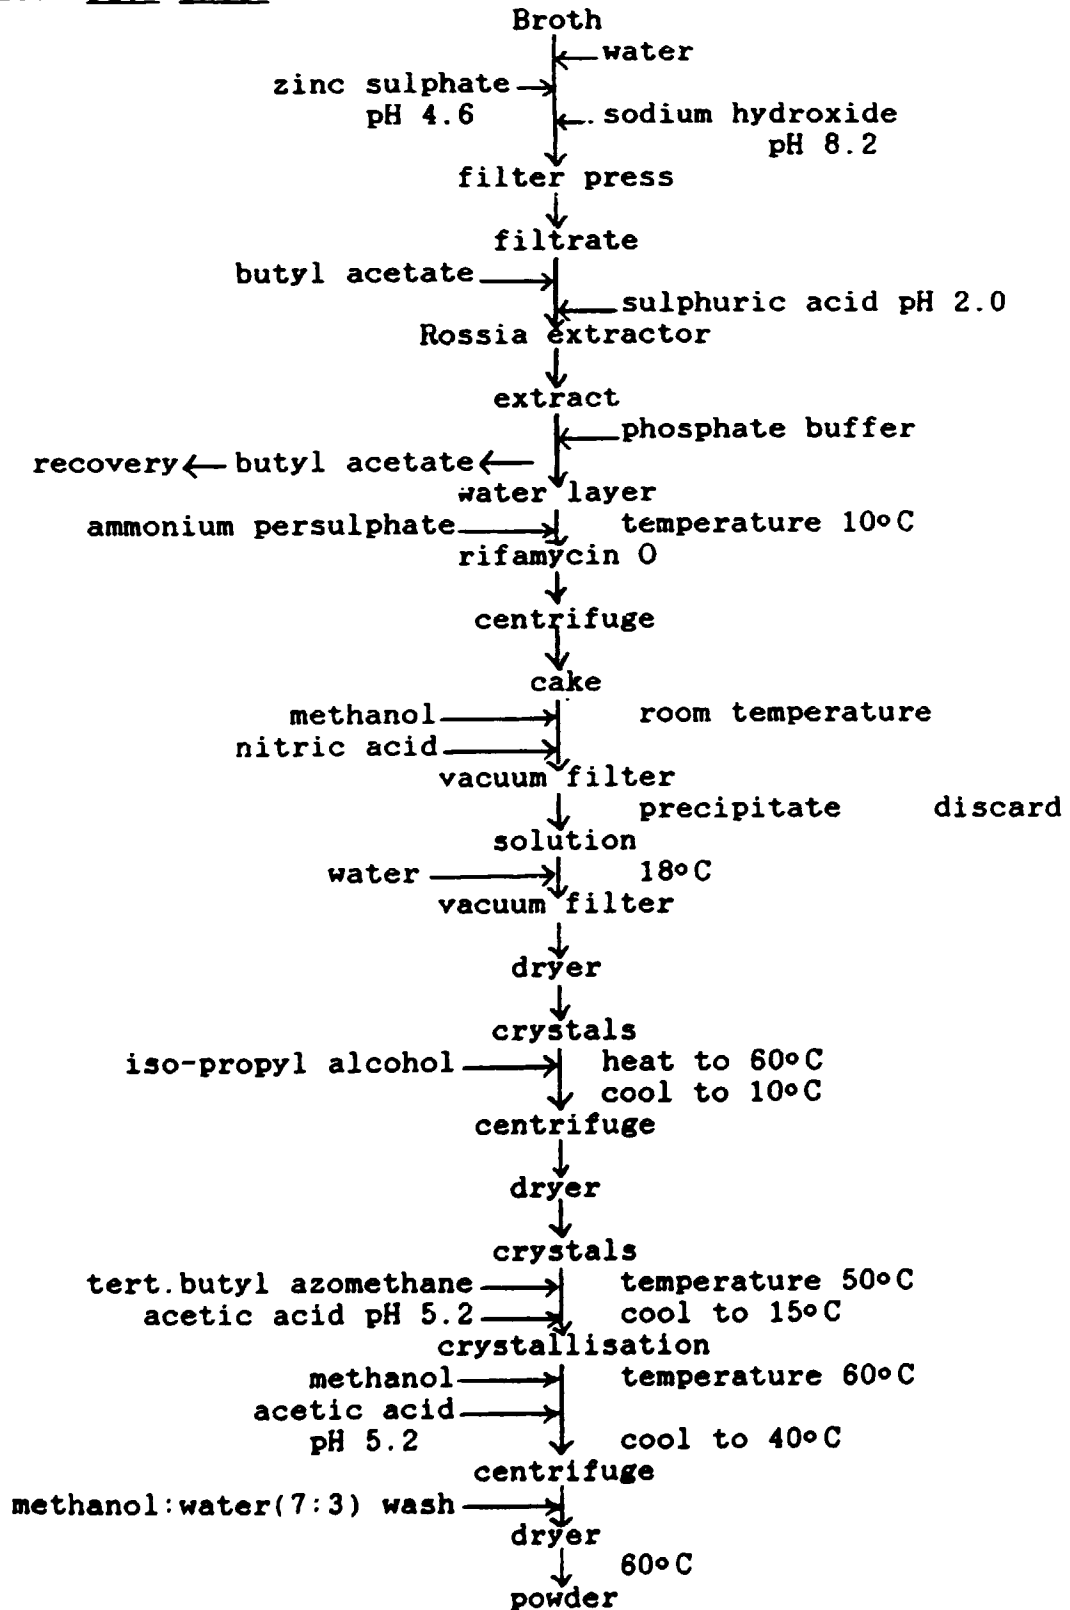 Broth
water
zinc sulphate
pH 4.6
sodium hydroxide
pH 8.2
filter press
filtrate
butyl acetate
sulphuric acid pH 2.0
Rossia extractor
extract
phosphate buffer
recovery butyl acetate
water layer
ammonium persulphate temperature 10°C
rifamycin O
centrifuge
cake
methanol room temperature
nitric acid
vacuum filter
precipitate discard
solution
water 18°C
vacuum filter
dryer
crystals
iso-propyl alcohol heat to 60°C
cool to 10°C
centrifuge
dryer
crystals
tert.butyl azomethane temperature 50°C
acetic acid pH 5.2 cool to 15°C
crystallisation
methanol temperature 60°C
acetic acid
pH 5.2 cool to 40°C
centrifuge
methanol:water(7:3) wash
dryer
60°C
powder